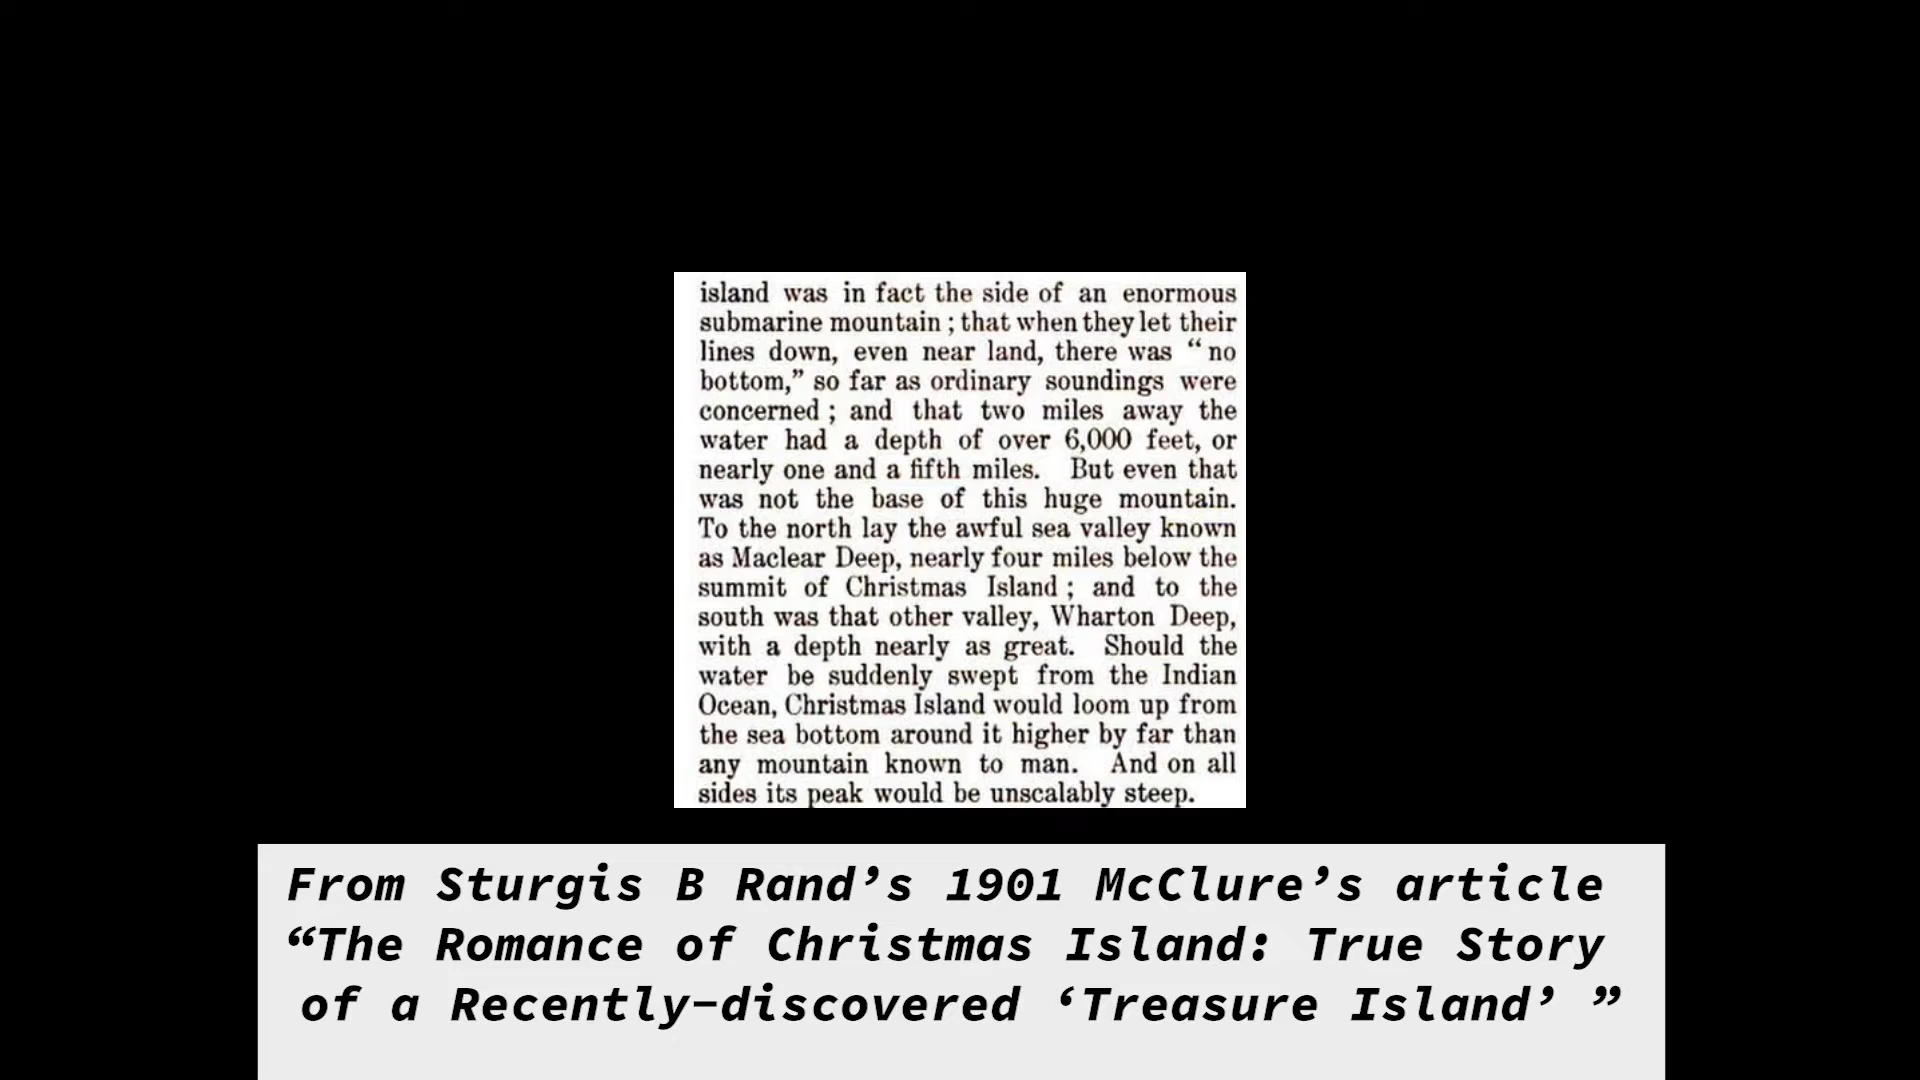 island was in fact the side of an enormous
submarine mountain ; that when they let their
lines down, even near land, there was “ no
bottom,” so far as ordinary soundings were
concerned ; and that two miles away the
water had a depth of over 6,000 feet, or
nearly one and a fifth miles. But even that
was not the base of this huge mountain.
To the north lay the awful sea valley known
as Maclear Deep, nearly four miles below the
summit of Christmas Island ; and to the
south was that other valley, Wharton Deep,
with a depth nearly as great. Should the
water be suddenly swept from the Indian
Ocean, Christmas Island would loom up from
the sea bottom around it higher by far than
any mountain known to man. And on all
sides its peak would be unscalably steep.
From Sturgis B Rand’s 1901 McClure’s article
“The Romance of Christmas Island: True Story
of a Recently-discovered ‘Treasure Island’ ”